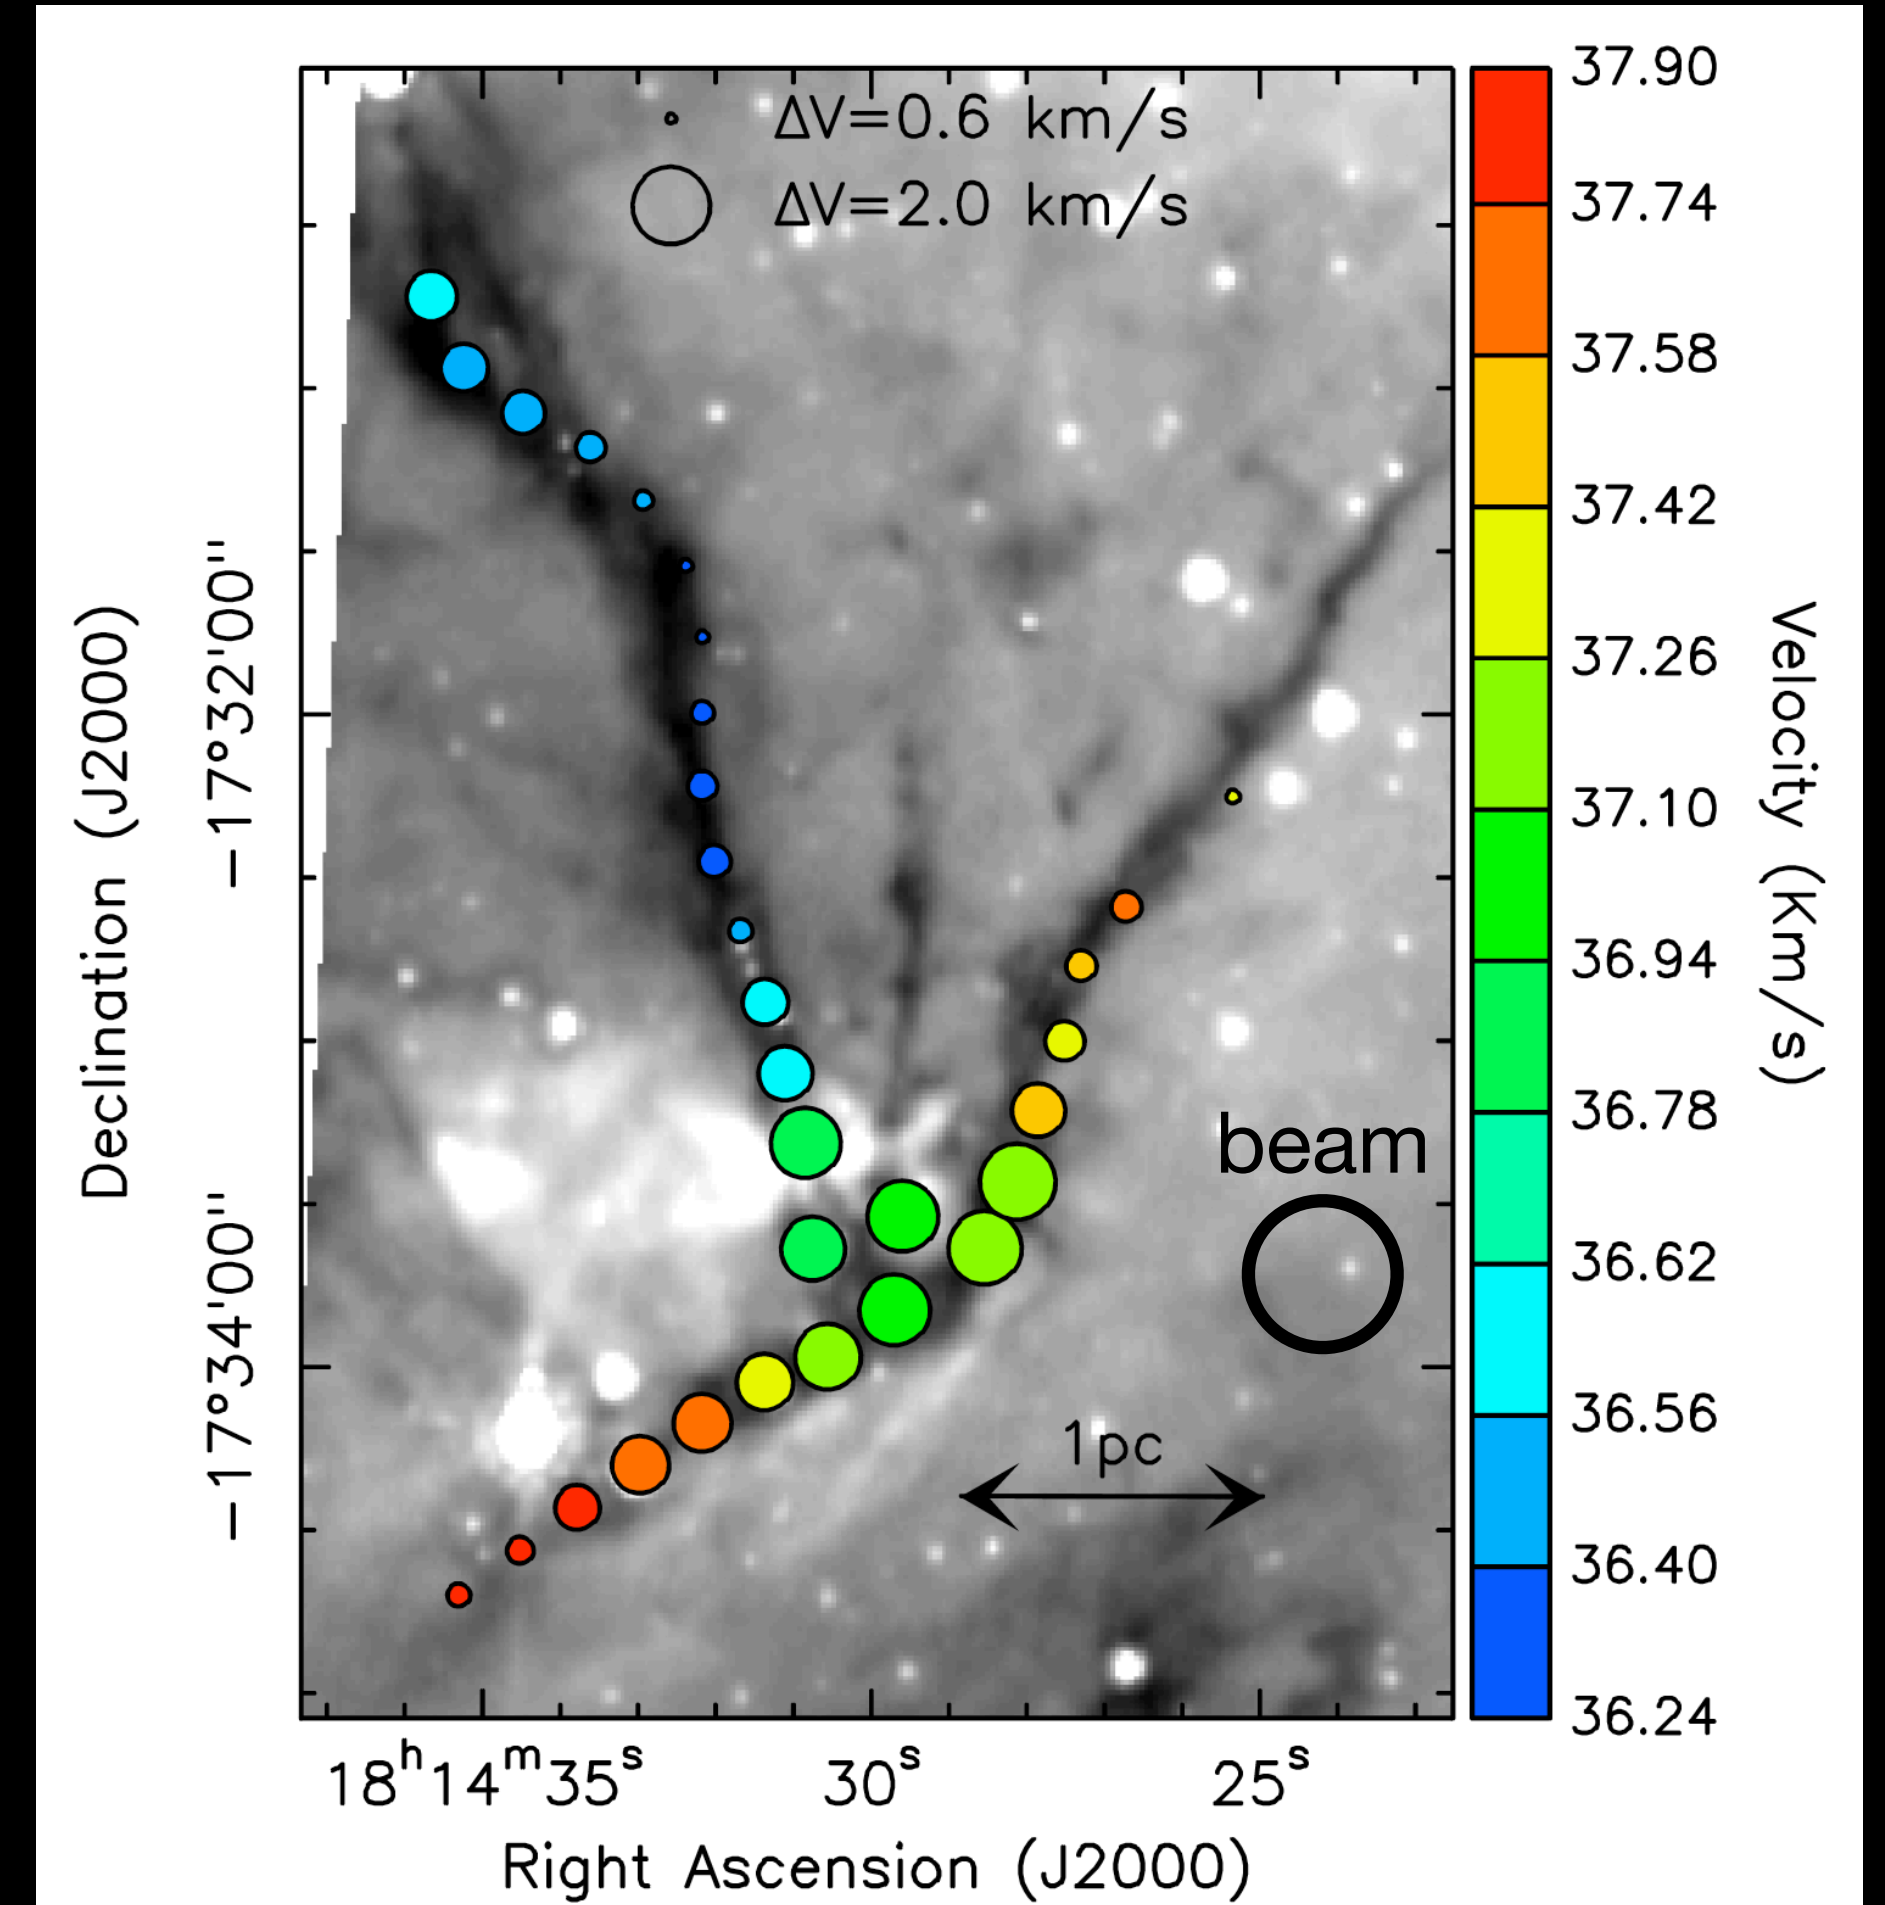 ΔV=0.6 km/s
ΔV=2.0 km/s
37.90
37.74
37.58
37.42
37.26
37.10
36.94
36.78
36.62
36.56
36.40
36.24
Velocity (Km/s)
Declination (J2000)
−17°32'00"
−17°34'00"
beam
1pc
18ʰ14ᵐ35ˢ
30ˢ
25ˢ
Right Ascension (J2000)